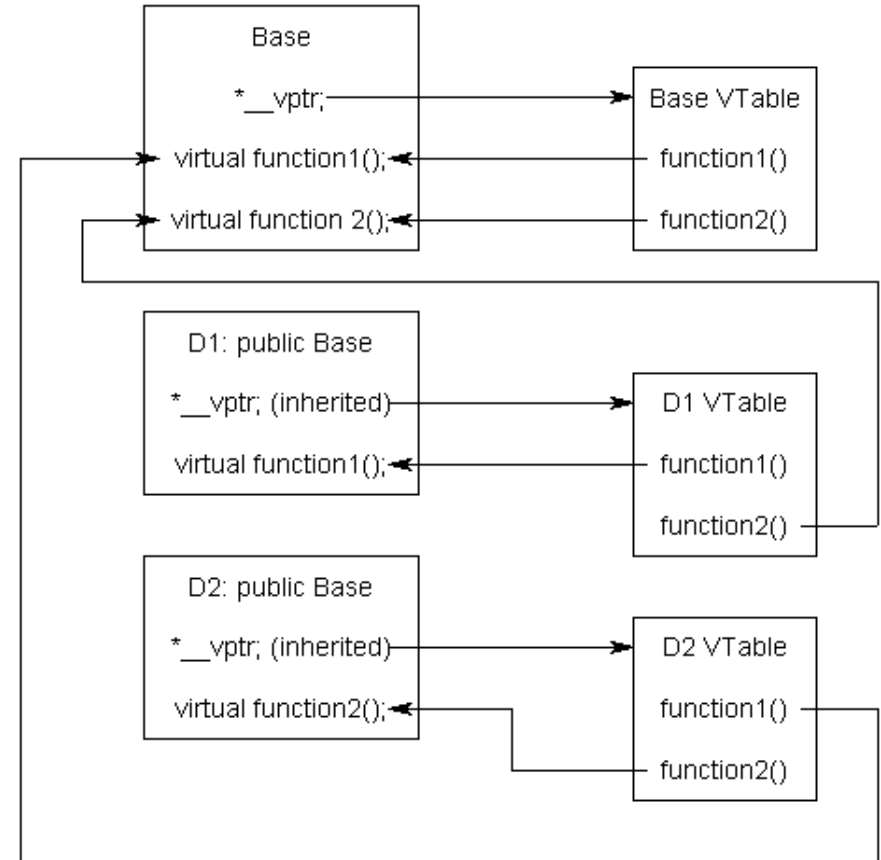 Base
*__vptr;
virtual function1();
virtual function 2();
Base VTable
function1()
function2()
D1: public Base
*__vptr; (inherited)
virtual function1();
D1 VTable
function1()
function2()
D2: public Base
*__vptr; (inherited)
virtual function2();
D2 VTable
function1()
function2()